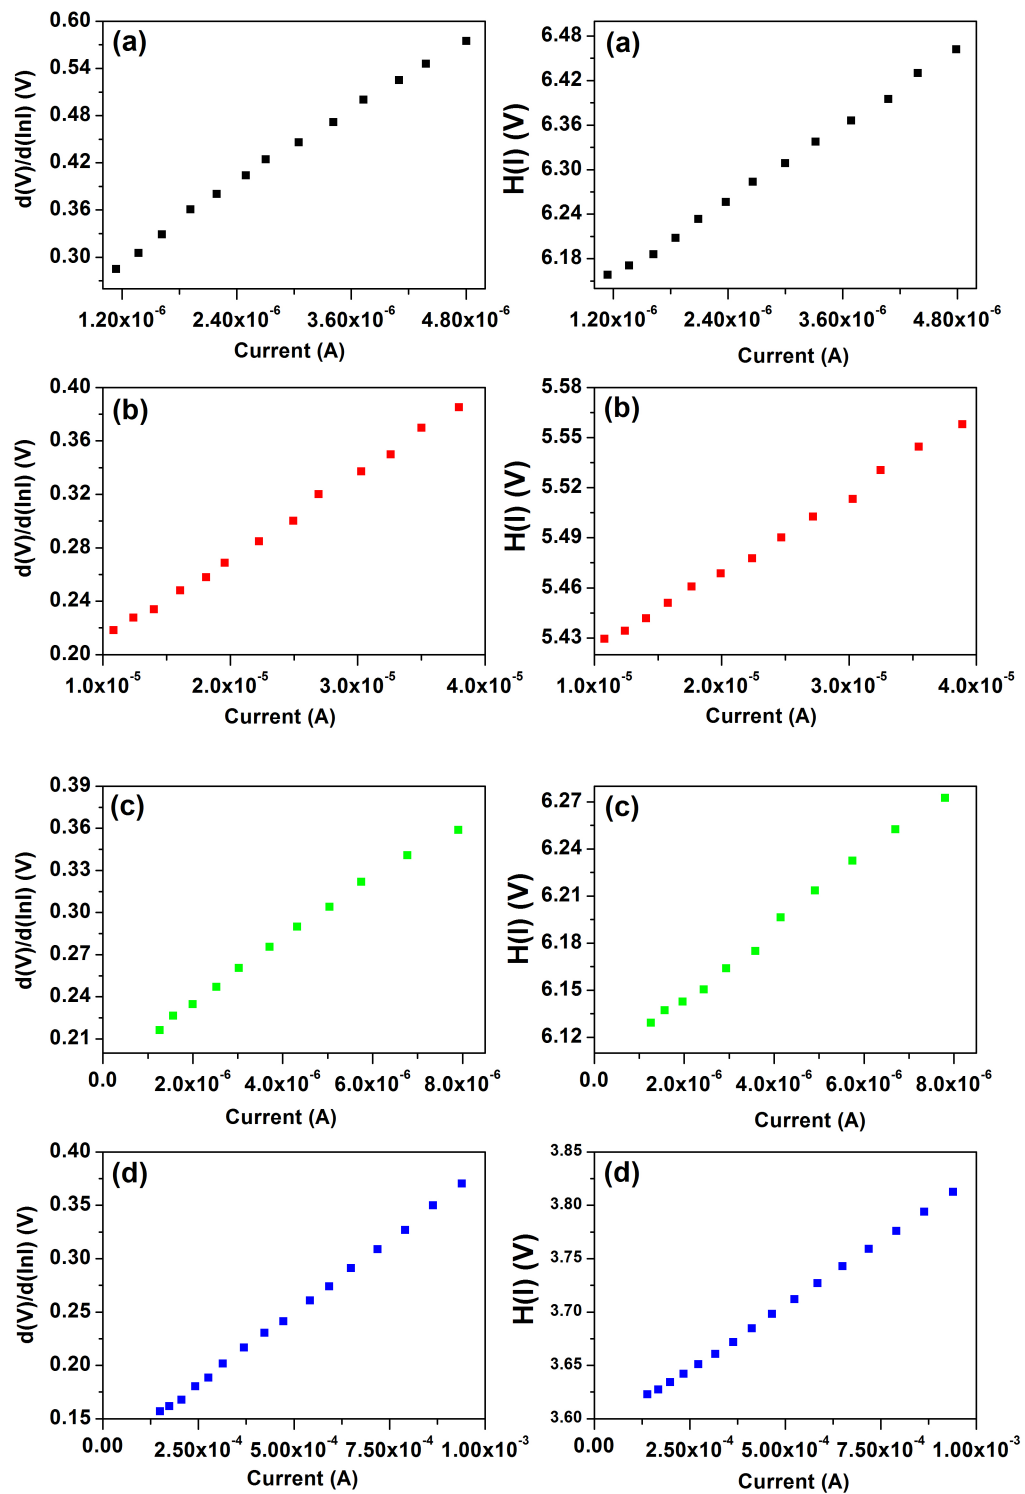 (a)
d(V)/d(lnI) (V)
0.60
0.54
0.48
0.42
0.36
0.30
1.20x10⁻⁶ 2.40x10⁻⁶ 3.60x10⁻⁶ 4.80x10⁻⁶
Current (A)
(a)
H(I) (V)
6.48
6.42
6.36
6.30
6.24
6.18
1.20x10⁻⁶ 2.40x10⁻⁶ 3.60x10⁻⁶ 4.80x10⁻⁶
Current (A)
(b)
d(V)/d(lnI) (V)
0.40
0.36
0.32
0.28
0.24
0.20
1.0x10⁻⁵ 2.0x10⁻⁵ 3.0x10⁻⁵ 4.0x10⁻⁵
Current (A)
(b)
H(I) (V)
5.58
5.55
5.52
5.49
5.46
5.43
1.0x10⁻⁵ 2.0x10⁻⁵ 3.0x10⁻⁵ 4.0x10⁻⁵
Current (A)
(c)
d(V)/d(lnI) (V)
0.39
0.36
0.33
0.30
0.27
0.24
0.21
0.0 2.0x10⁻⁶ 4.0x10⁻⁶ 6.0x10⁻⁶ 8.0x10⁻⁶
Current (A)
(c)
H(I) (V)
6.27
6.24
6.21
6.18
6.15
6.12
0.0 2.0x10⁻⁶ 4.0x10⁻⁶ 6.0x10⁻⁶ 8.0x10⁻⁶
Current (A)
(d)
d(V)/d(lnI) (V)
0.40
0.35
0.30
0.25
0.20
0.15
0.00 2.50x10⁻⁴ 5.00x10⁻⁴ 7.50x10⁻⁴ 1.00x10⁻³
Current (A)
(d)
H(I) (V)
3.85
3.80
3.75
3.70
3.65
3.60
0.00 2.50x10⁻⁴ 5.00x10⁻⁴ 7.50x10⁻⁴ 1.00x10⁻³
Current (A)